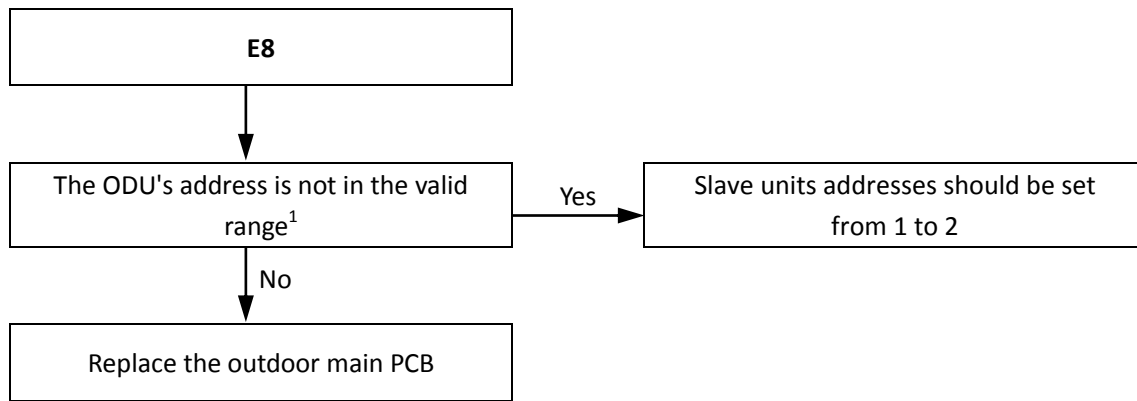 E8
The ODU's address is not in the valid
range1
Yes
Slave units addresses should be set
from 1 to 2
No
Replace the outdoor main PCB